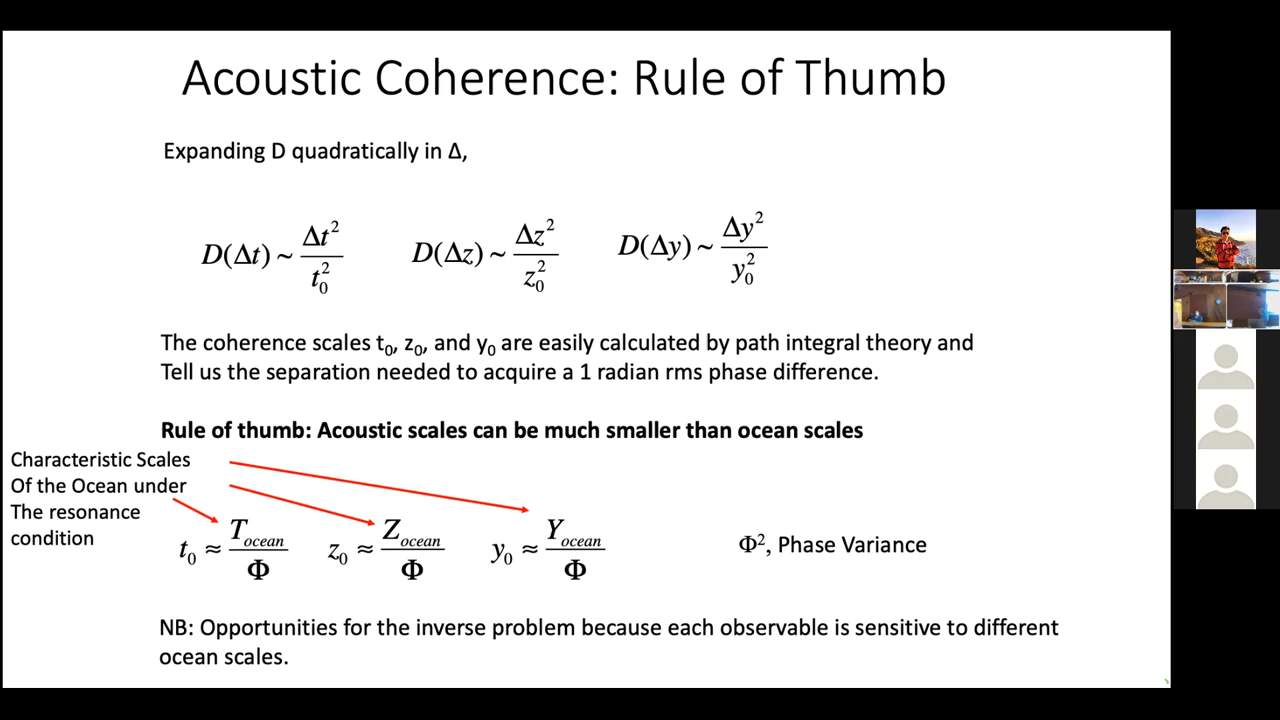 Acoustic Coherence: Rule of Thumb
Expanding D quadratically in Δ,
D(Δt) ~ Δt²/t₀² D(Δz) ~ Δz²/z₀² D(Δy) ~ Δy²/y₀²
The coherence scales t₀, z₀, and y₀ are easily calculated by path integral theory and
Tell us the separation needed to acquire a 1 radian rms phase difference.
Rule of thumb: Acoustic scales can be much smaller than ocean scales
Characteristic Scales
Of the Ocean under
The resonance
condition
t₀ ≈ T_ocean/Φ z₀ ≈ Z_ocean/Φ y₀ ≈ Y_ocean/Φ
Φ², Phase Variance
NB: Opportunities for the inverse problem because each observable is sensitive to different
ocean scales.